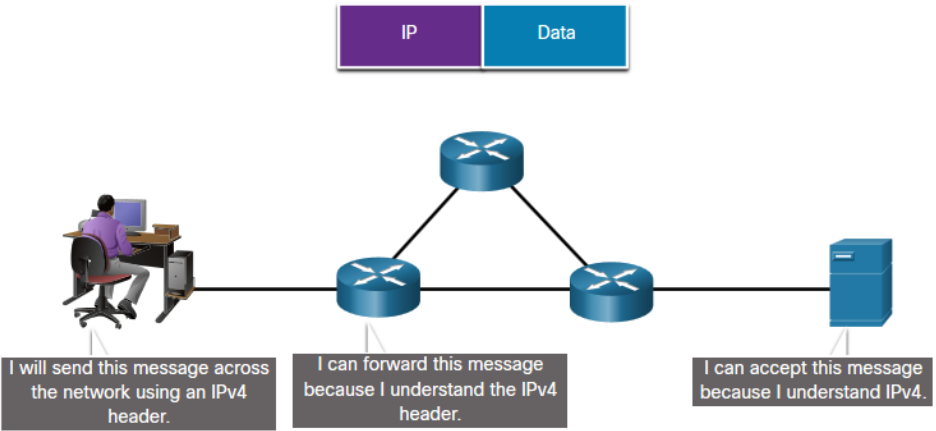 IP
Data
I will send this message across
the network using an IPv4
header.
I can forward this message
because I understand the IPv4
header.
I can accept this message
because I understand IPv4.